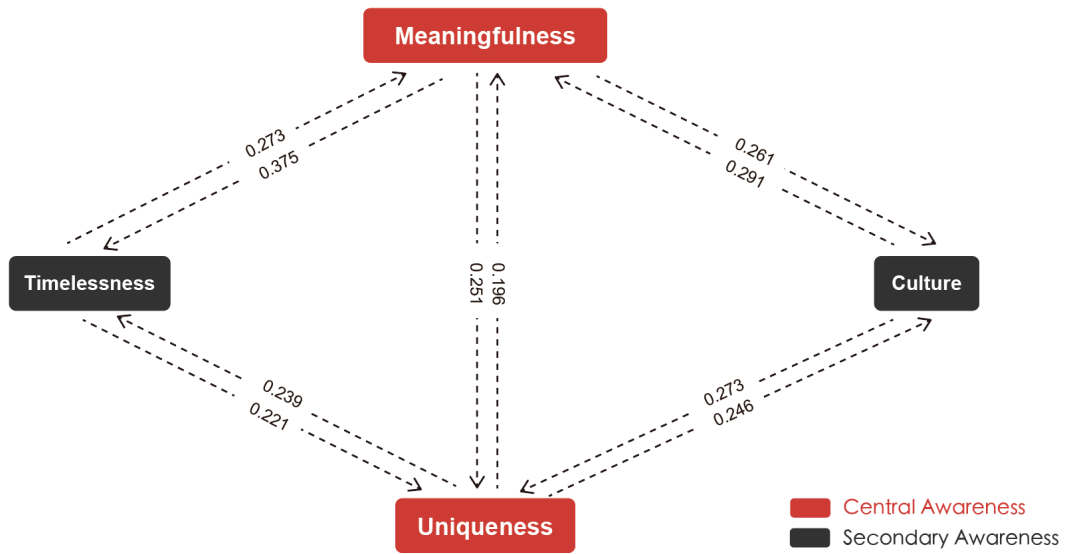 Meaningfulness
0.273
0.375
0.261
0.291
0.251
0.196
Timelessness
Culture
0.239
0.221
0.273
0.246
Uniqueness
Central Awareness
Secondary Awareness